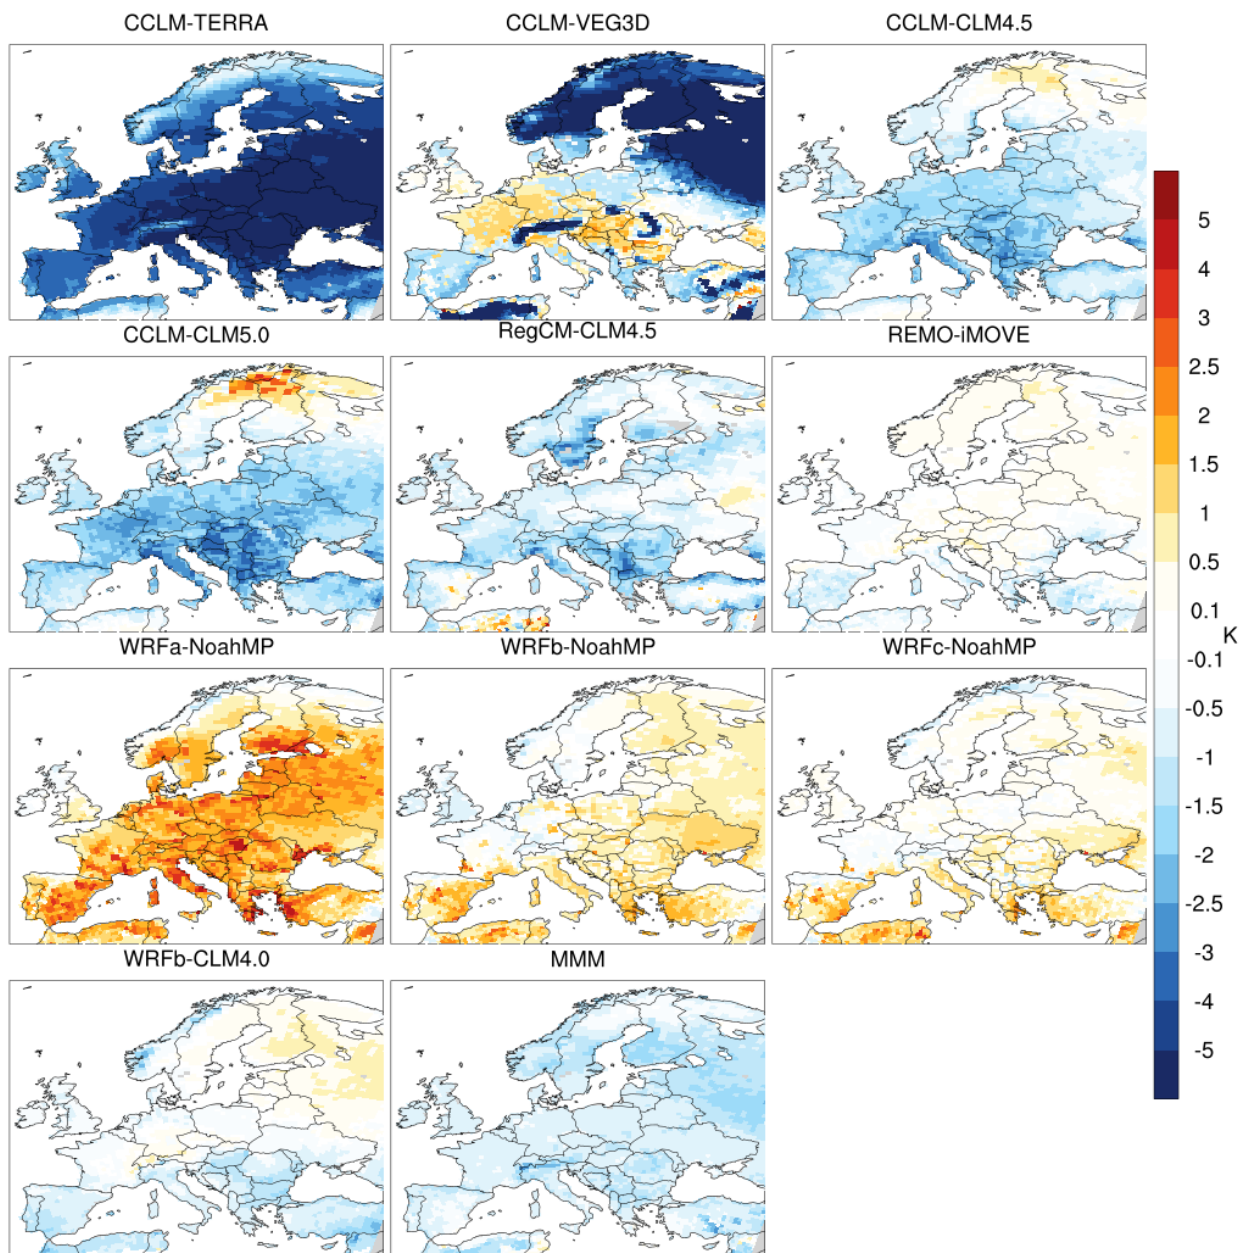 CCLM-TERRA
CCLM-VEG3D
CCLM-CLM4.5
CCLM-CLM5.0
RegCM-CLM4.5
REMO-iMOVE
WRFa-NoahMP
WRFb-NoahMP
WRFc-NoahMP
WRFb-CLM4.0
MMM
5
4
3
2.5
2
1.5
1
0.5
0.1
K
-0.1
-0.5
-1
-1.5
-2
-2.5
-3
-4
-5